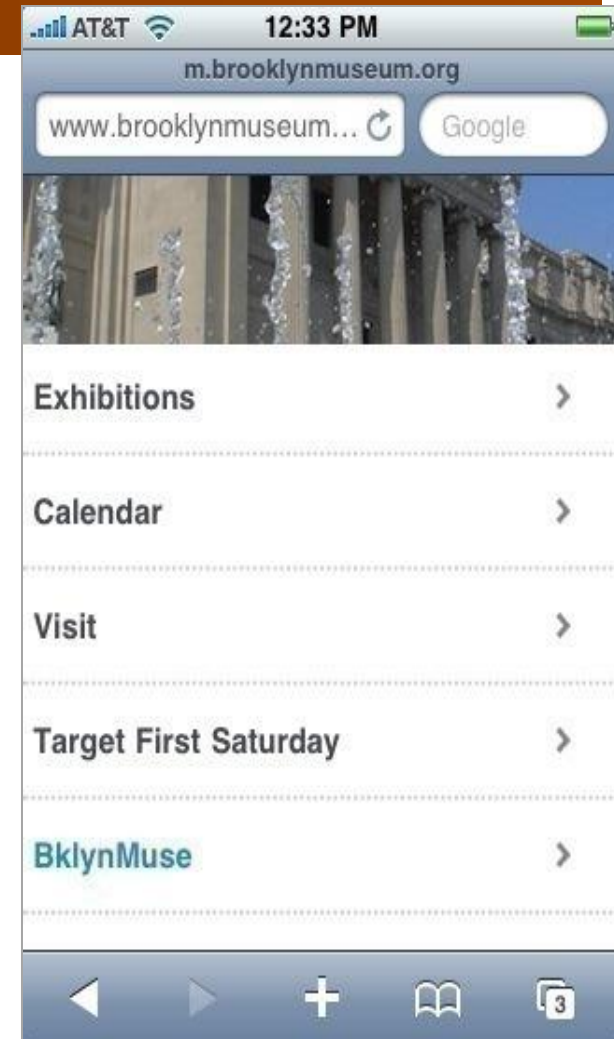 AT&T 12:33 PM
m.brooklynmuseum.org
www.brooklynmuseum... Google
Exhibitions
Calendar
Visit
Target First Saturday
BklynMuse
3